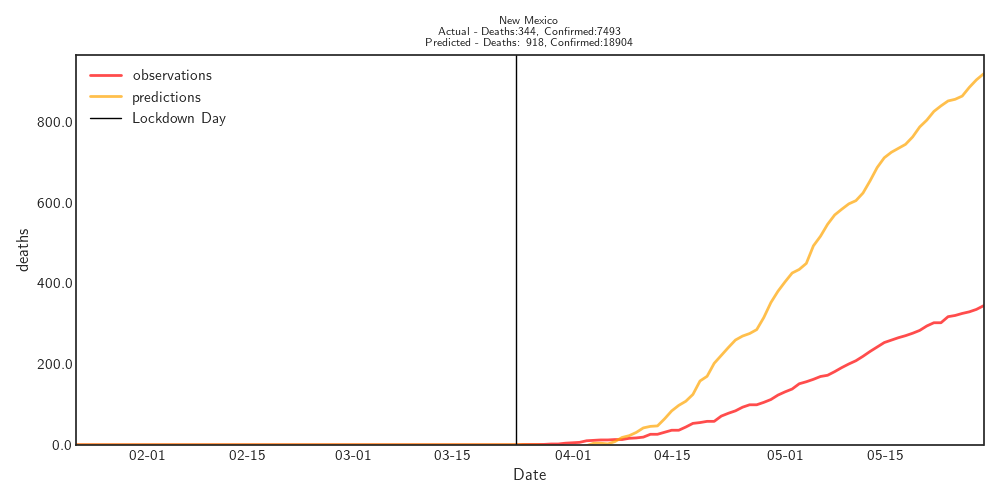 New Mexico
Actual - Deaths:344, Confirmed:7493
Predicted - Deaths: 918, Confirmed:18904
observations
predictions
Lockdown Day
deaths
800.0
600.0
400.0
200.0
0.0
02-01 02-15 03-01 03-15 04-01 04-15 05-01 05-15
Date